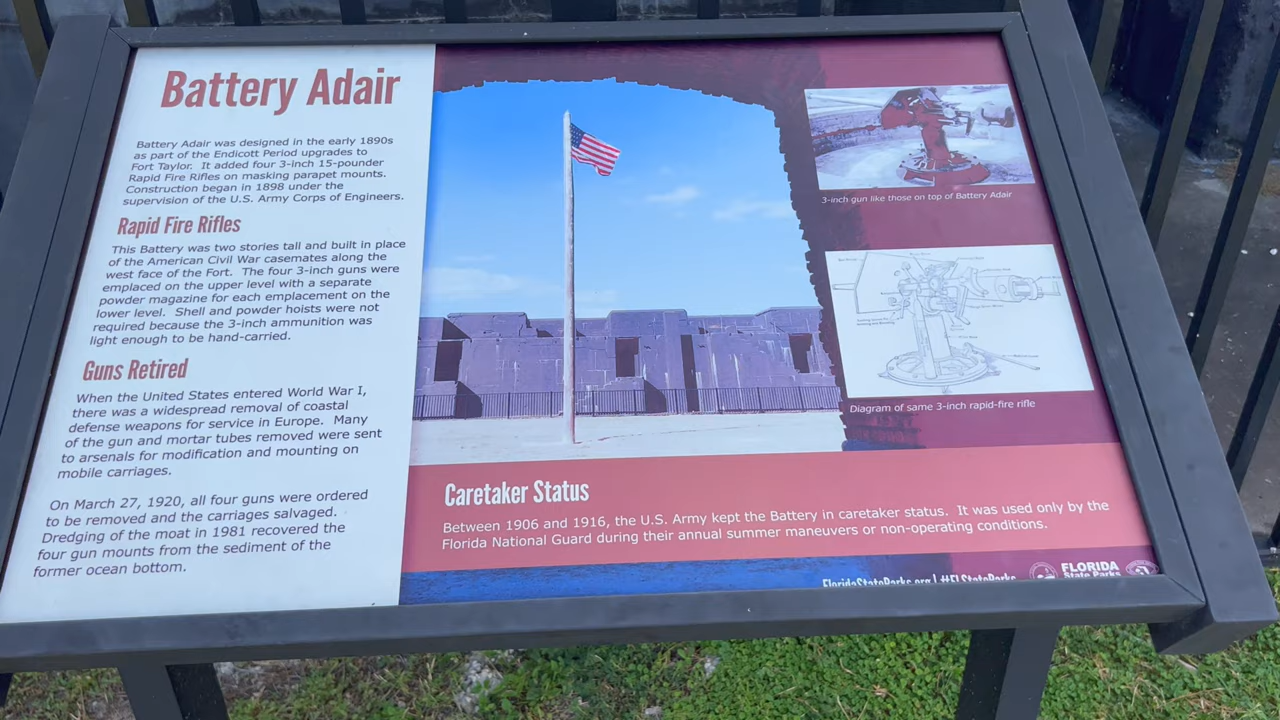 Battery Adair
Battery Adair was designed in the early 1890s
as part of the Endicott Period upgrades to
Fort Taylor. It added four 3-inch 15-pounder
Rapid Fire Rifles on masking parapet mounts.
Construction began in 1898 under the
supervision of the U.S. Army Corps of Engineers.
Rapid Fire Rifles
This Battery was two stories tall and built in place
of the American Civil War casemates along the
west face of the Fort. The four 3-inch guns were
emplaced on the upper level with a separate
powder magazine for each emplacement on the
lower level. Shell and powder hoists were not
required because the 3-inch ammunition was
light enough to be hand-carried.
Guns Retired
When the United States entered World War I,
there was a widespread removal of coastal
defense weapons for service in Europe. Many
of the gun and mortar tubes removed were sent
to arsenals for modification and mounting on
mobile carriages.
On March 27, 1920, all four guns were ordered
to be removed and the carriages salvaged.
Dredging of the moat in 1981 recovered the
four gun mounts from the sediment of the
former ocean bottom.
3-inch gun like those on top of Battery Adair
Diagram of same 3-inch rapid-fire rifle
Caretaker Status
Between 1906 and 1916, the U.S. Army kept the Battery in caretaker status. It was used only by the
Florida National Guard during their annual summer maneuvers or non-operating conditions.
FloridaStateParks.org | #FLStateParks
FLORIDA
State Parks